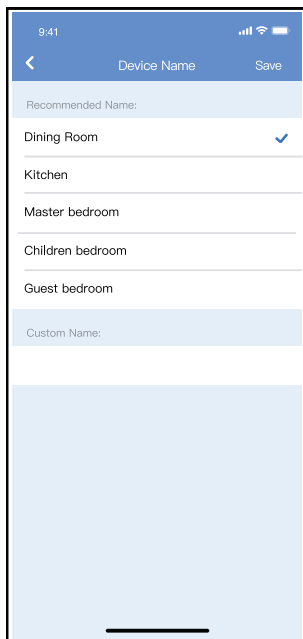 9:41
Device Name
Save
Recommended Name:
Dining Room
Kitchen
Master bedroom
Children bedroom
Guest bedroom
Custom Name: